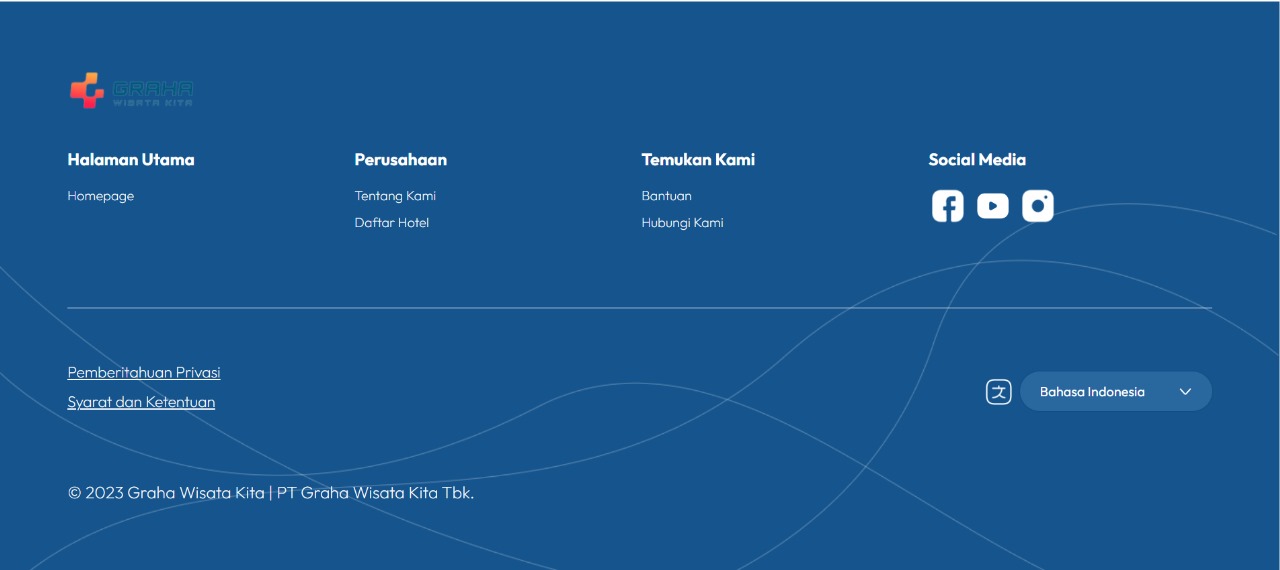 GRAHA
WISATA KITA
Halaman Utama
Homepage
Perusahaan
Tentang Kami
Daftar Hotel
Temukan Kami
Bantuan
Hubungi Kami
Social Media
Pemberitahuan Privasi
Syarat dan Ketentuan
文
Bahasa Indonesia
© 2023 Graha Wisata Kita | PT Graha Wisata Kita Tbk.